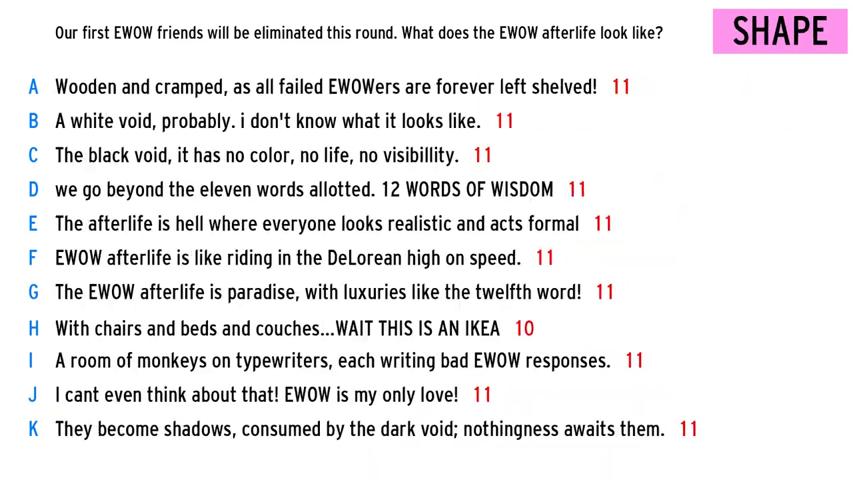 Our first EWOW friends will be eliminated this round. What does the EWOW afterlife look like?
SHAPE
A Wooden and cramped, as all failed EWOWers are forever left shelved! 11
B A white void, probably. i don't know what it looks like. 11
C The black void, it has no color, no life, no visibillity. 11
D we go beyond the eleven words allotted. 12 WORDS OF WISDOM 11
E The afterlife is hell where everyone looks realistic and acts formal 11
F EWOW afterlife is like riding in the DeLorean high on speed. 11
G The EWOW afterlife is paradise, with luxuries like the twelfth word! 11
H With chairs and beds and couches...WAIT THIS IS AN IKEA 10
I A room of monkeys on typewriters, each writing bad EWOW responses. 11
J I cant even think about that! EWOW is my only love! 11
K They become shadows, consumed by the dark void; nothingness awaits them. 11